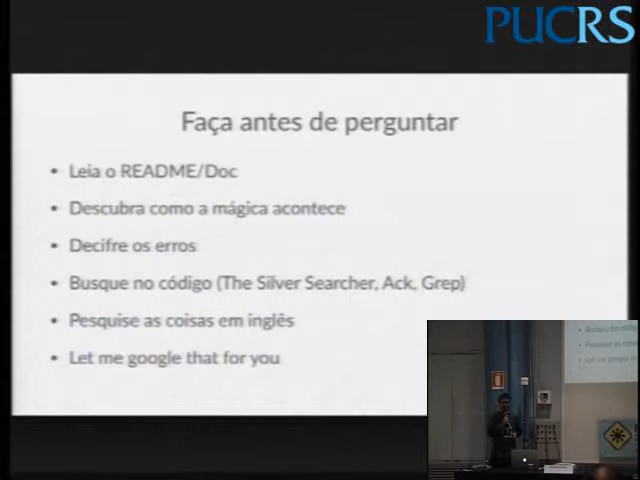 PUCRS
Faça antes de perguntar
• Leia o README/Doc
• Descubra como a mágica acontece
• Decifre os erros
• Busque no código (The Silver Searcher, Ack, Grep)
• Pesquise as coisas em inglês
• Let me google that for you